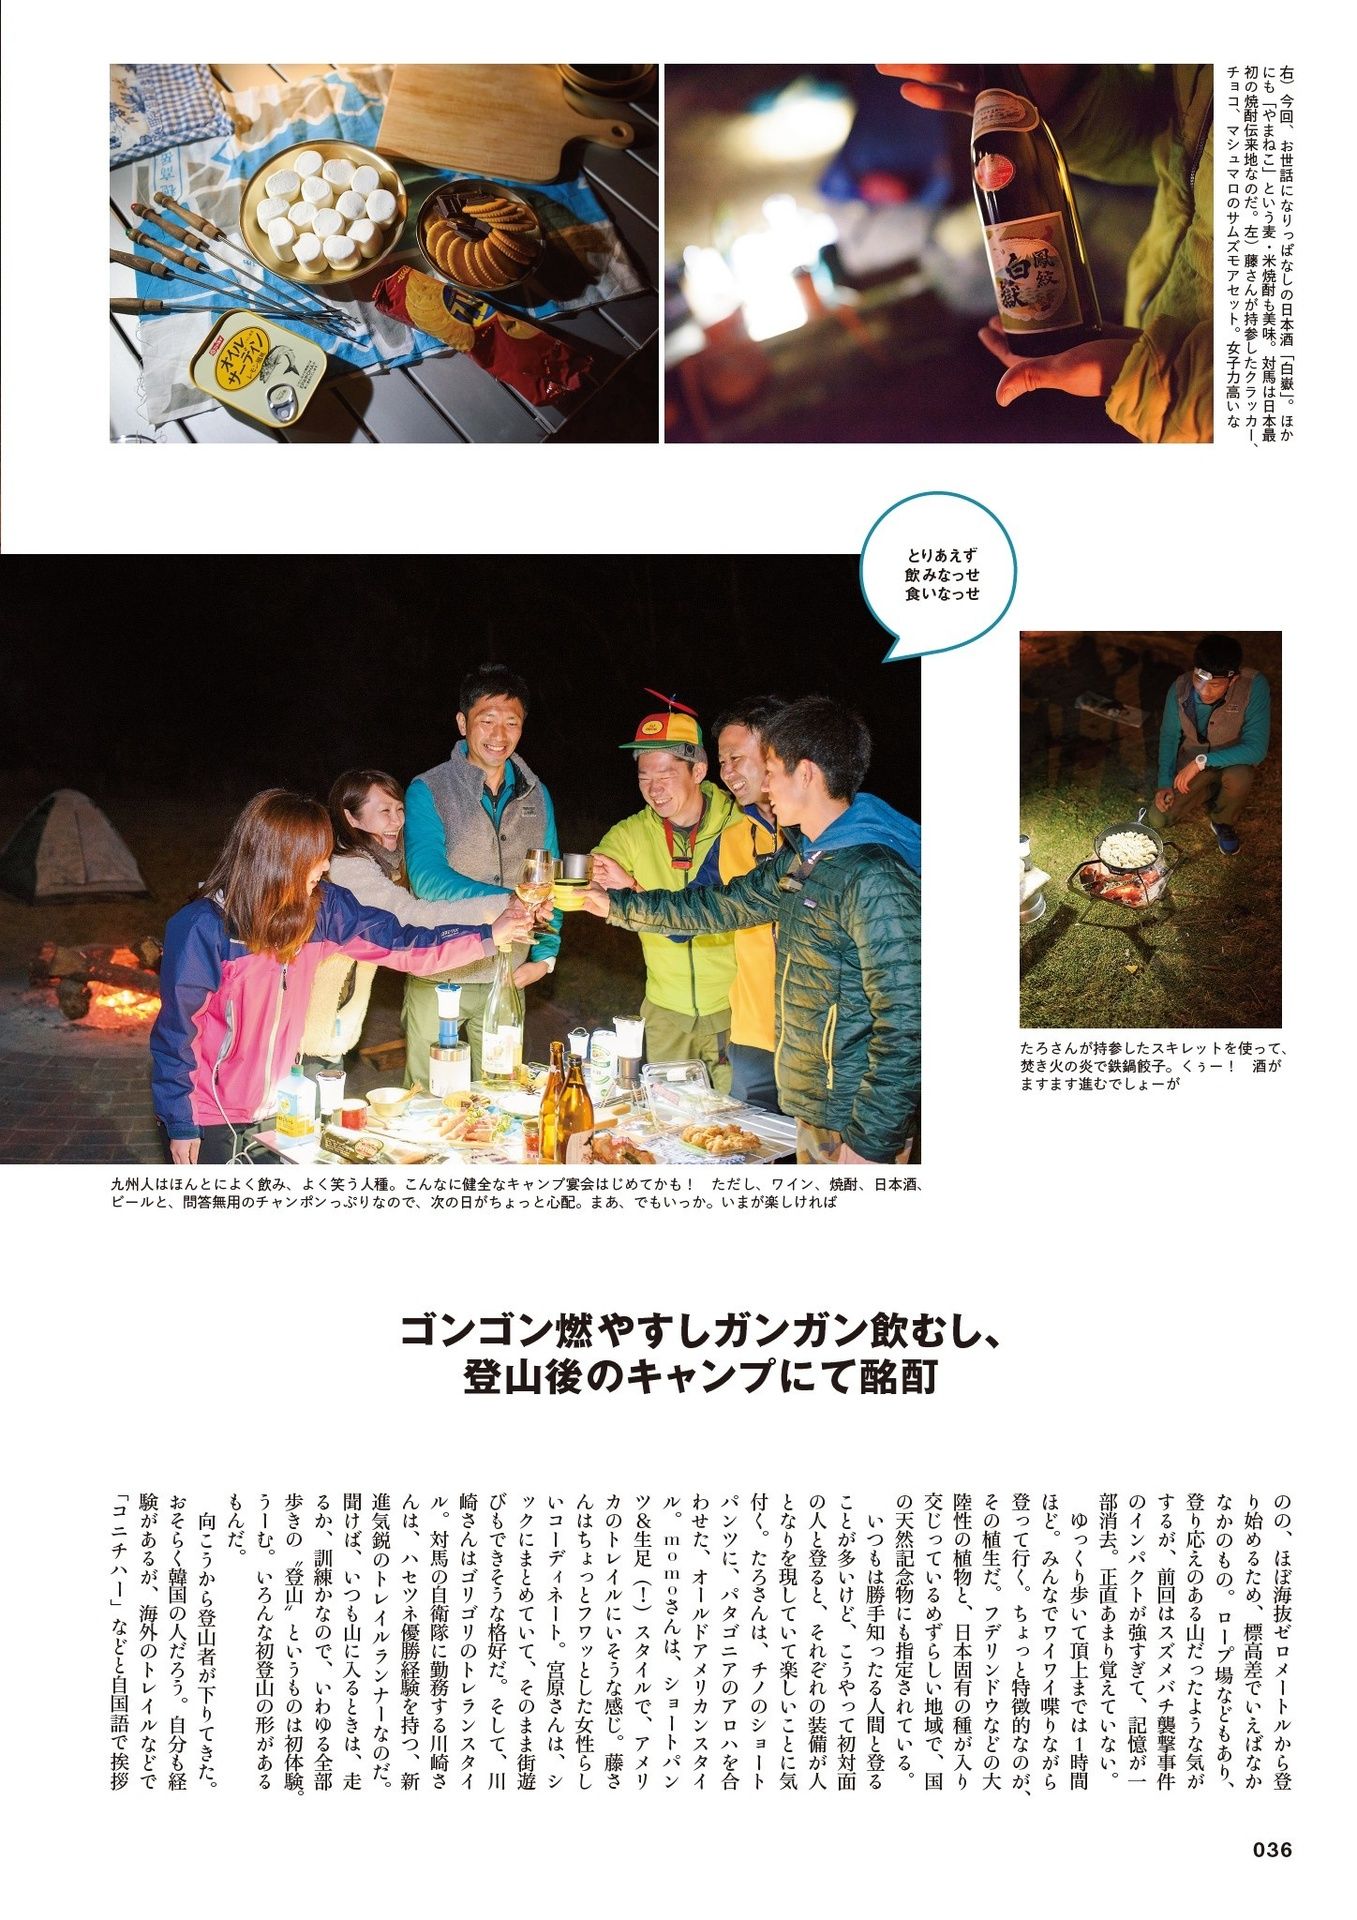 右）今回、お世話になりっぱなしの日本酒「白嶽」。ほか
にも「やまねこ」という麦・米焼酎も美味。対馬は日本最
初の焼酎伝来地なのだ。左）藤さんが持参したクラッカー、
チョコ、マシュマロのサムズモアセット。女子力高いな
オイル
サーディン
レモン風味
鳳紋
白嶽
とりあえず
飲みなっせ
食いなっせ
たろさんが持参したスキレットを使って、
焚き火の炎で鉄鍋餃子。くぅー！　酒が
ますます進むでしょーが
九州人はほんとによく飲み、よく笑う人種。こんなに健全なキャンプ宴会はじめてかも！　ただし、ワイン、焼酎、日本酒、
ビールと、問答無用のチャンポンっぷりなので、次の日がちょっと心配。まあ、でもいっか。いまが楽しければ
ゴンゴン燃やすしガンガン飲むし、
登山後のキャンプにて酩酊
のの、ほぼ海抜ゼロメートルから登
り始めるため、標高差でいえばなか
なかのもの。ロープ場などもあり、
登り応えのある山だったような気が
するが、前回はスズメバチ襲撃事件
のインパクトが強すぎて、記憶が一
部消去。正直あまり覚えていない。
ゆっくり歩いて頂上までは１時間
ほど。みんなでワイワイ喋りながら
登って行く。ちょっと特徴的なのが、
その植生だ。フデリンドウなどの大
陸性の植物と、日本固有の種が入り
交じっているめずらしい地域で、国
の天然記念物にも指定されている。
いつもは勝手知ったる人間と登る
ことが多いけど、こうやって初対面
の人と登ると、それぞれの装備が人
となりを現していて楽しいことに気
付く。たろさんは、チノのショート
パンツに、パタゴニアのアロハを合
わせた、オールドアメリカンスタイ
ル。ｍｏｍｏさんは、ショートパン
ツ＆生足（！）スタイルで、アメリ
カのトレイルにいそうな感じ。藤さ
んはちょっとフワッとした女性らし
いコーディネート。宮原さんは、シ
ックにまとめていて、そのまま街遊
びもできそうな格好だ。そして、川
崎さんはゴリゴリのトレランスタイ
ル。対馬の自衛隊に勤務する川崎さ
んは、ハセツネ優勝経験を持つ、新
進気鋭のトレイルランナーなのだ。
聞けば、いつも山に入るときは、走
るか、訓練かなので、いわゆる全部
歩きの〝登山〟というものは初体験。
うーむ。いろんな初登山の形がある
もんだ。
向こうから登山者が下りてきた。
おそらく韓国の人だろう。自分も経
験があるが、海外のトレイルなどで
「コニチハー」などと自国語で挨拶
036